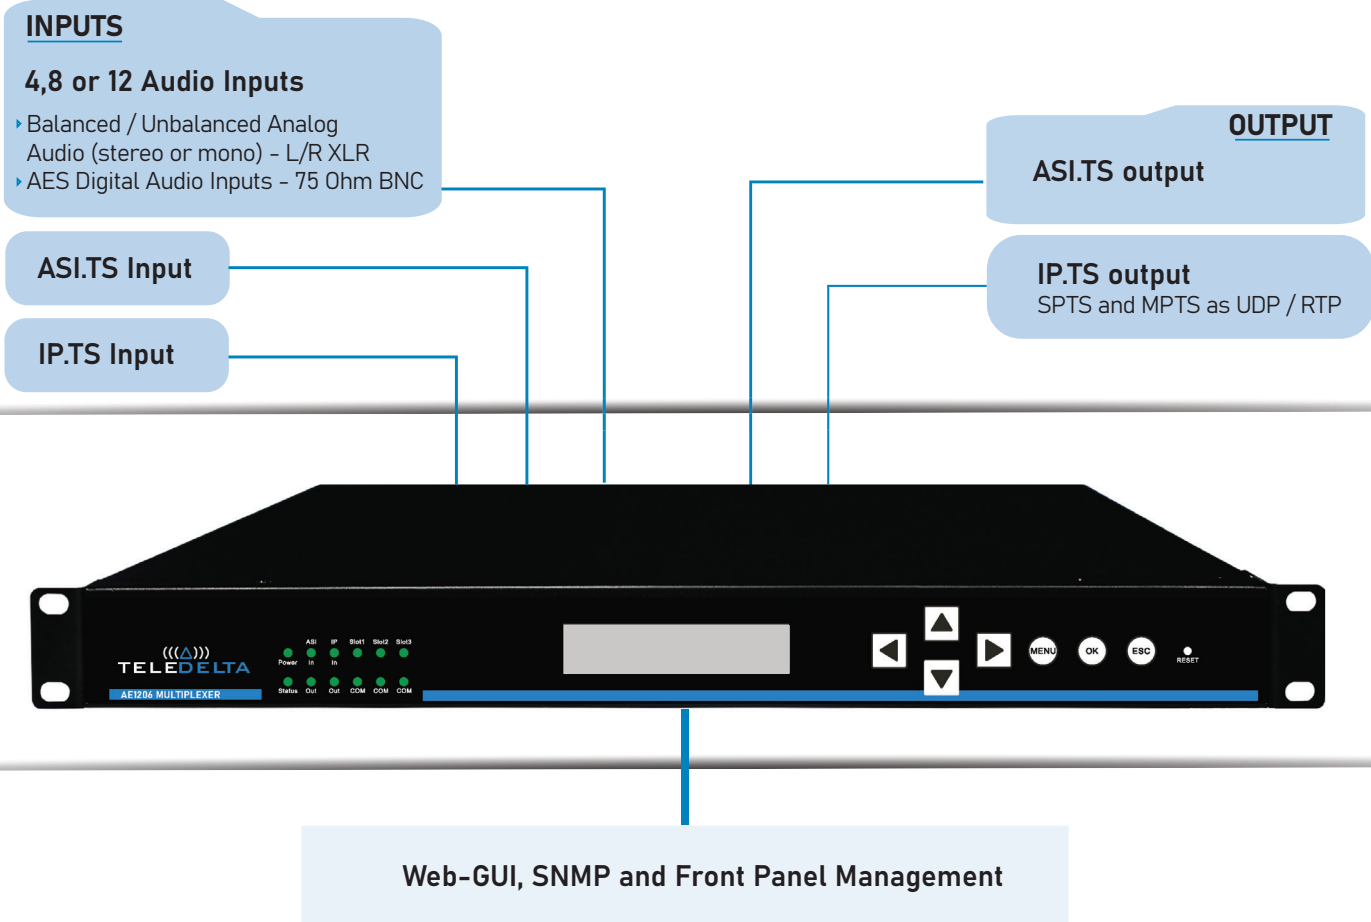 INPUTS
4,8 or 12 Audio Inputs
Balanced / Unbalanced Analog
Audio (stereo or mono) - L/R XLR
AES Digital Audio Inputs - 75 Ohm BNC
ASI.TS Input
IP.TS Input
OUTPUT
ASI.TS output
IP.TS output
SPTS and MPTS as UDP / RTP
ASI IP Slot1 Slot2 Slot3
Power In In
Status Out Out COM COM COM
TELEDELTA
AE1206 MULTIPLEXER
MENU OK ESC RESET
Web-GUI, SNMP and Front Panel Management